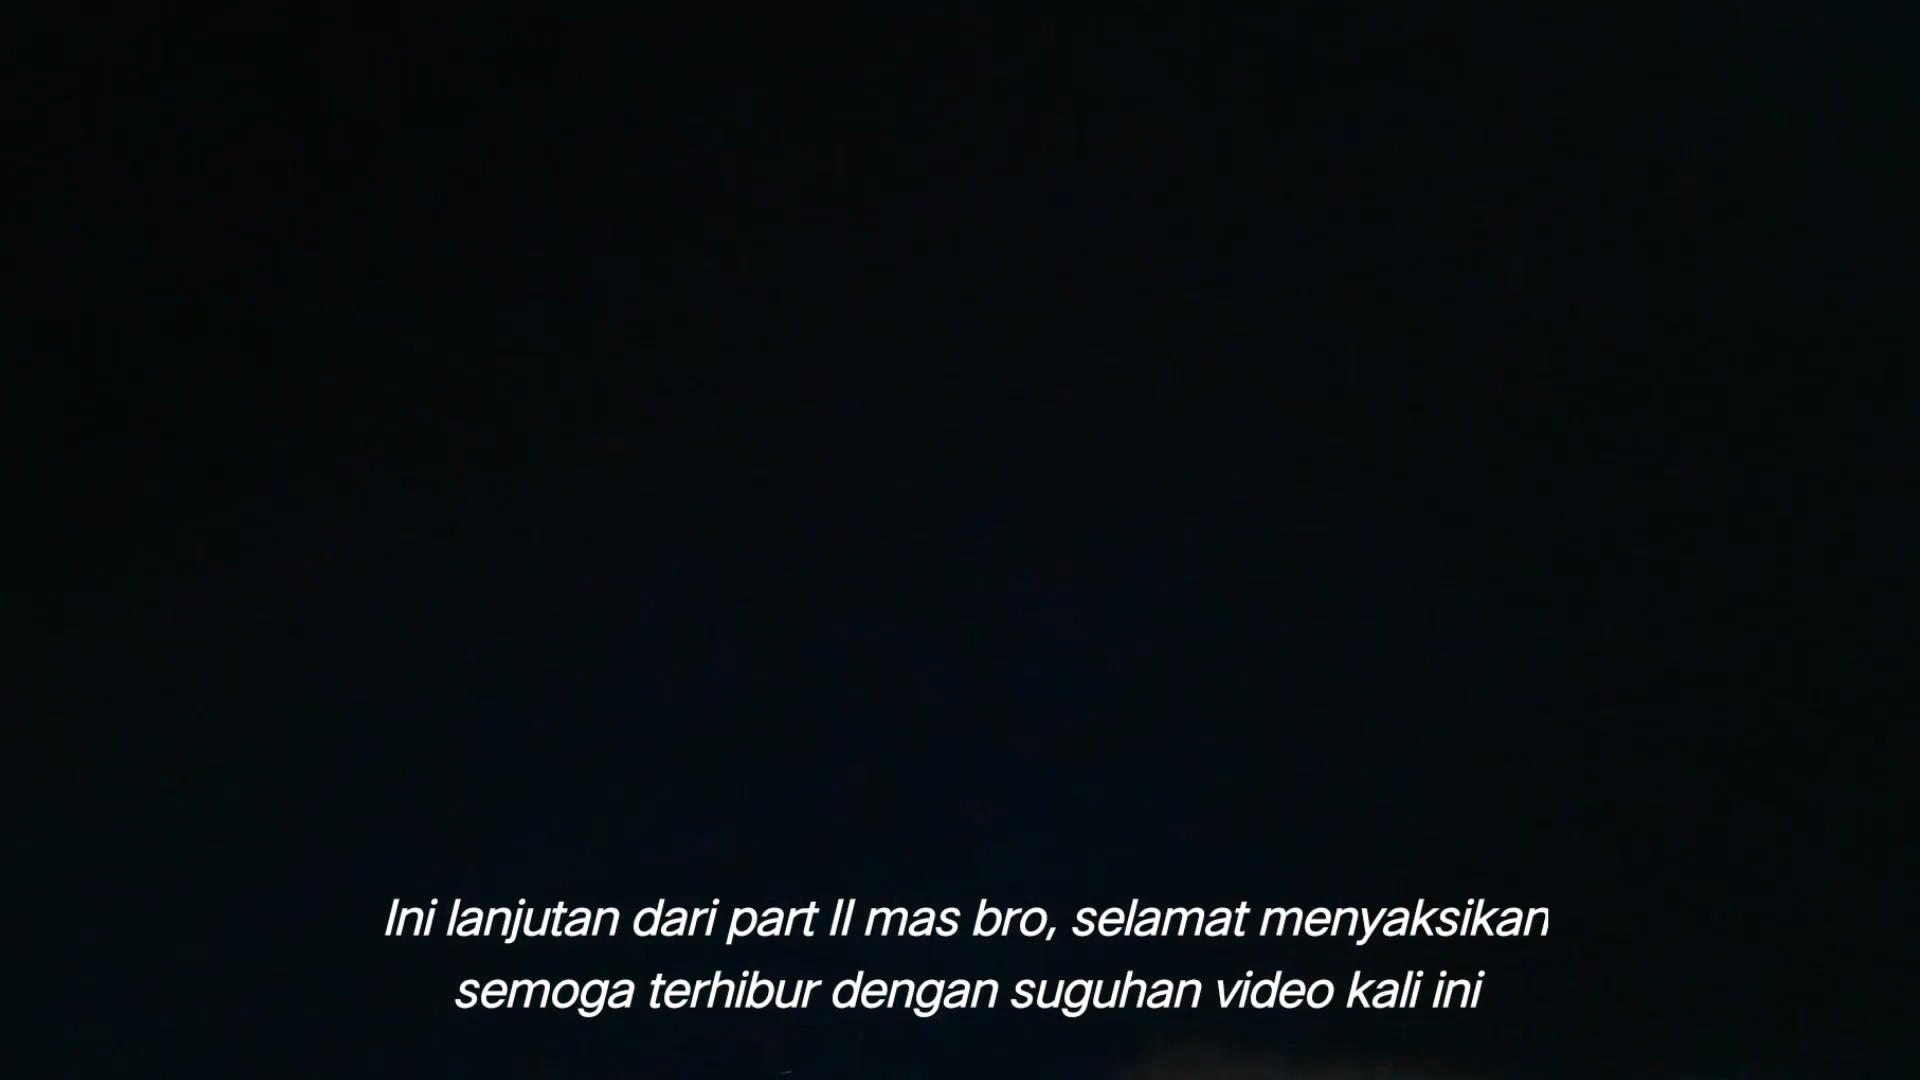 Ini lanjutan dari part II mas bro, selamat menyaksikan
semoga terhibur dengan suguhan video kali ini